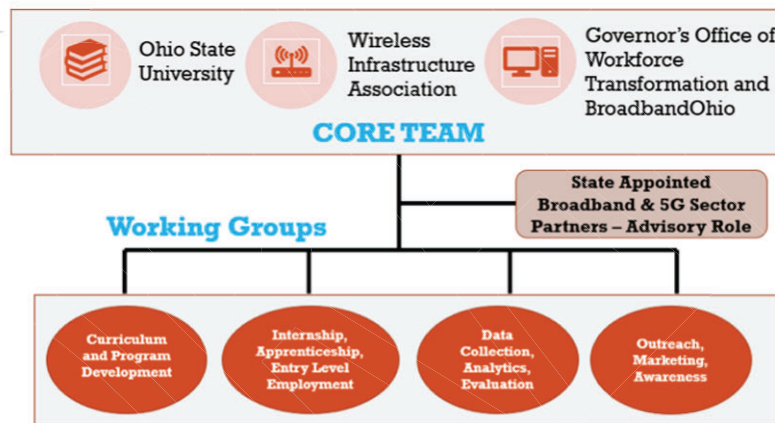 Ohio State
University
Wireless
Infrastructure
Association
Governor's Office of
Workforce
Transformation and
BroadbandOhio
CORE TEAM
State Appointed
Broadband & 5G Sector
Partners – Advisory Role
Working Groups
Curriculum
and Program
Development
Internship,
Apprenticeship,
Entry Level
Employment
Data
Collection,
Analytics,
Evaluation
Outreach,
Marketing,
Awareness